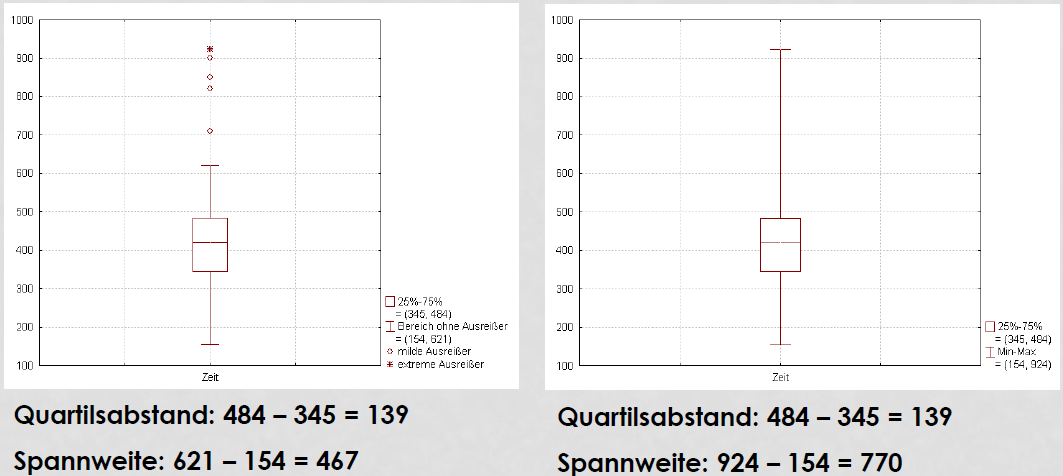 1000
900
800
700
600
500
400
300
200
100
Zeit
25%-75%
= (345, 484)
Bereich ohne Ausreißer
= (154, 621)
milde Ausreißer
extreme Ausreißer
Quartilsabstand: 484 – 345 = 139
Spannweite: 621 – 154 = 467
1000
900
800
700
600
500
400
300
200
100
Zeit
25%-75%
= (345, 484)
Min-Max
= (154, 924)
Quartilsabstand: 484 – 345 = 139
Spannweite: 924 – 154 = 770